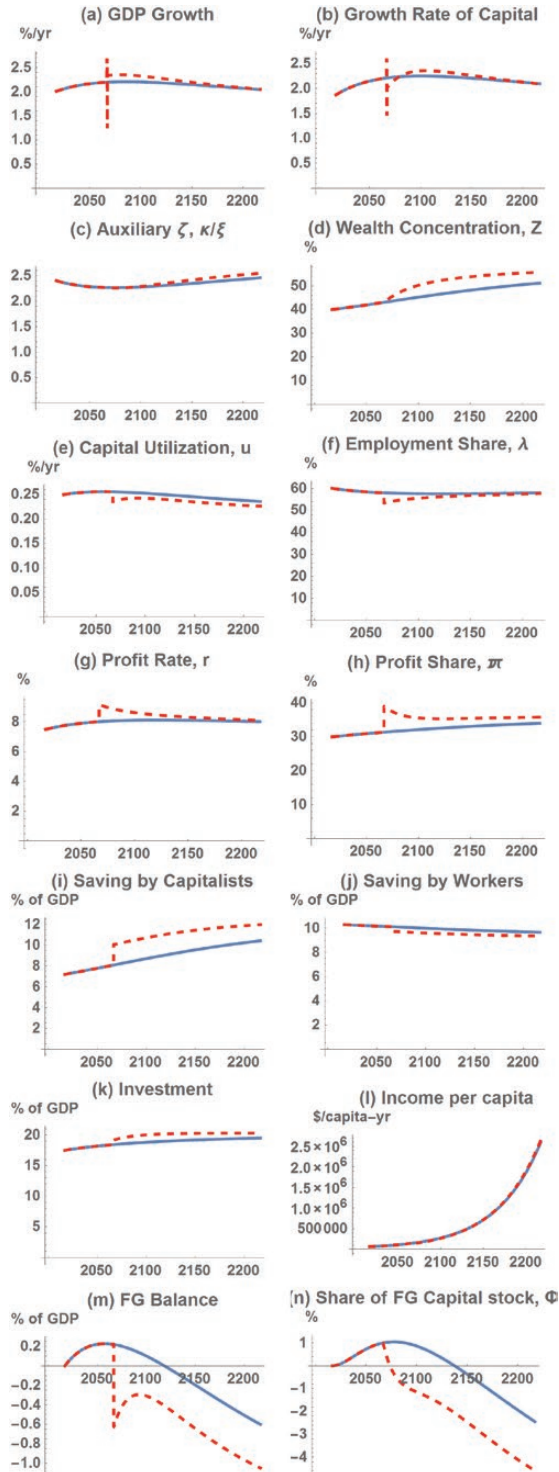 (a) GDP Growth
%/yr
2.5
2.0
1.5
1.0
0.5
2050 2100 2150 2200
(b) Growth Rate of Capital
%/yr
2.5
2.0
1.5
1.0
0.5
2050 2100 2150 2200
(c) Auxiliary ζ, κ/ξ
2.5
2.0
1.5
1.0
0.5
2050 2100 2150 2200
(d) Wealth Concentration, Z
%
50
40
30
20
10
2050 2100 2150 2200
(e) Capital Utilization, u
%/yr
0.25
0.20
0.15
0.10
0.05
2050 2100 2150 2200
(f) Employment Share, λ
%
60
50
40
30
20
10
2050 2100 2150 2200
(g) Profit Rate, r
%
8
6
4
2
2050 2100 2150 2200
(h) Profit Share, π
%
40
30
20
10
2050 2100 2150 2200
(i) Saving by Capitalists
% of GDP
12
10
8
6
4
2
2050 2100 2150 2200
(j) Saving by Workers
% of GDP
10
8
6
4
2
2050 2100 2150 2200
(k) Investment
% of GDP
20
15
10
5
2050 2100 2150 2200
(l) Income per capita
$/capita–yr
2.5 × 10⁶
2.0 × 10⁶
1.5 × 10⁶
1.0 × 10⁶
500 000
2050 2100 2150 2200
(m) FG Balance
% of GDP
0.2
−0.2
−0.4
−0.6
−0.8
−1.0
2050 2100 2150 2200
(n) Share of FG Capital stock, Φ
%
1
−1
−2
−3
−4
2050 2100 2150 2200